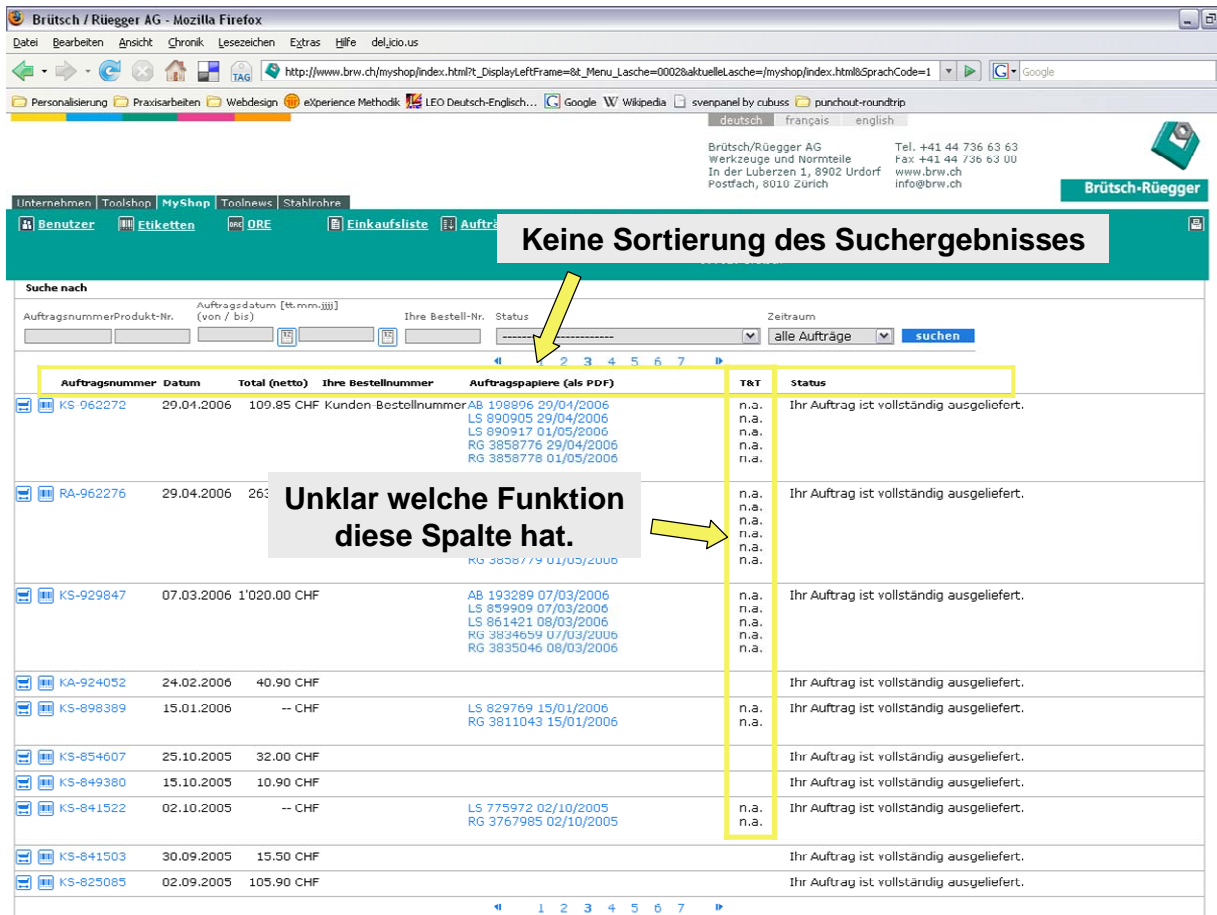 Brütsch / Rüegger AG - Mozilla Firefox
Datei Bearbeiten Ansicht Chronik Lesezeichen Extras Hilfe del.icio.us
TAG http://www.brw.ch/myshop/index.html?t_DisplayLeftFrame=&t_Menu_Lasche=0002&aktuelleLasche=/myshop/index.html&SprachCode=1 G Google
Personalisierung Praxisarbeiten Webdesign eXperience Methodik LEO Deutsch-Englisch... Google Wikipedia svenpanel by cubuss punchout-roundtrip
deutsch français english
Brütsch/Rüegger AG Tel. +41 44 736 63 63
Werkzeuge und Normteile Fax +41 44 736 63 00
In der Luberzen 1, 8902 Urdorf www.brw.ch
Postfach, 8010 Zürich info@brw.ch
Brütsch·Rüegger
Unternehmen Toolshop MyShop Toolnews Stahlrohre
Benutzer Etiketten ORE ORE Einkaufsliste Auftr
Keine Sortierung des Suchergebnisses
Suche nach
Auftragsnummer Produkt-Nr. Auftragsdatum [tt.mm.jjjj] (von / bis) Ihre Bestell-Nr. Status Zeitraum
12 12 ---------------------- alle Aufträge suchen
1 2 3 4 5 6 7
Auftragsnummer Datum Total (netto) Ihre Bestellnummer Auftragspapiere (als PDF) T&T Status
KS-962272 29.04.2006 109.85 CHF Kunden-Bestellnummer AB 198896 29/04/2006 n.a. Ihr Auftrag ist vollständig ausgeliefert.
LS 890905 29/04/2006 n.a.
LS 890917 01/05/2006 n.a.
RG 3858776 29/04/2006 n.a.
RG 3858778 01/05/2006 n.a.
RA-962276 29.04.2006 263 n.a. Ihr Auftrag ist vollständig ausgeliefert.
Unklar welche Funktion n.a.
n.a.
diese Spalte hat. n.a.
n.a.
RG 3858779 01/05/2006 n.a.
KS-929847 07.03.2006 1'020.00 CHF AB 193289 07/03/2006 n.a. Ihr Auftrag ist vollständig ausgeliefert.
LS 859909 07/03/2006 n.a.
LS 861421 08/03/2006 n.a.
RG 3834659 07/03/2006 n.a.
RG 3835046 08/03/2006 n.a.
KA-924052 24.02.2006 40.90 CHF Ihr Auftrag ist vollständig ausgeliefert.
KS-898389 15.01.2006 -- CHF LS 829769 15/01/2006 n.a. Ihr Auftrag ist vollständig ausgeliefert.
RG 3811043 15/01/2006 n.a.
KS-854607 25.10.2005 32.00 CHF Ihr Auftrag ist vollständig ausgeliefert.
KS-849380 15.10.2005 10.90 CHF Ihr Auftrag ist vollständig ausgeliefert.
KS-841522 02.10.2005 -- CHF LS 775972 02/10/2005 n.a. Ihr Auftrag ist vollständig ausgeliefert.
RG 3767985 02/10/2005 n.a.
KS-841503 30.09.2005 15.50 CHF Ihr Auftrag ist vollständig ausgeliefert.
KS-825085 02.09.2005 105.90 CHF Ihr Auftrag ist vollständig ausgeliefert.
1 2 3 4 5 6 7